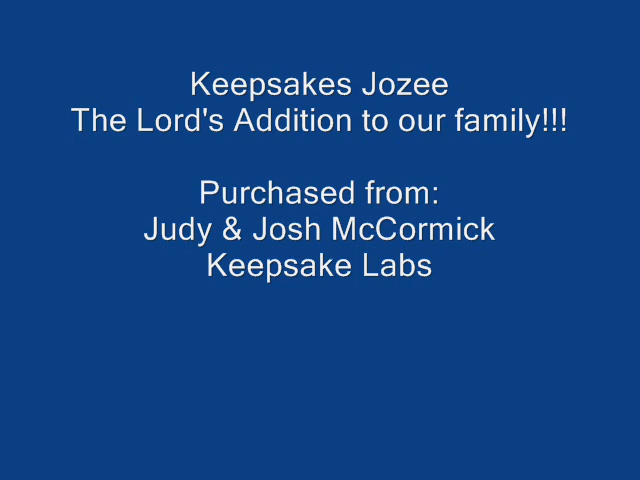 Keepsakes Jozee
The Lord's Addition to our family!!!
Purchased from:
Judy & Josh McCormick
Keepsake Labs